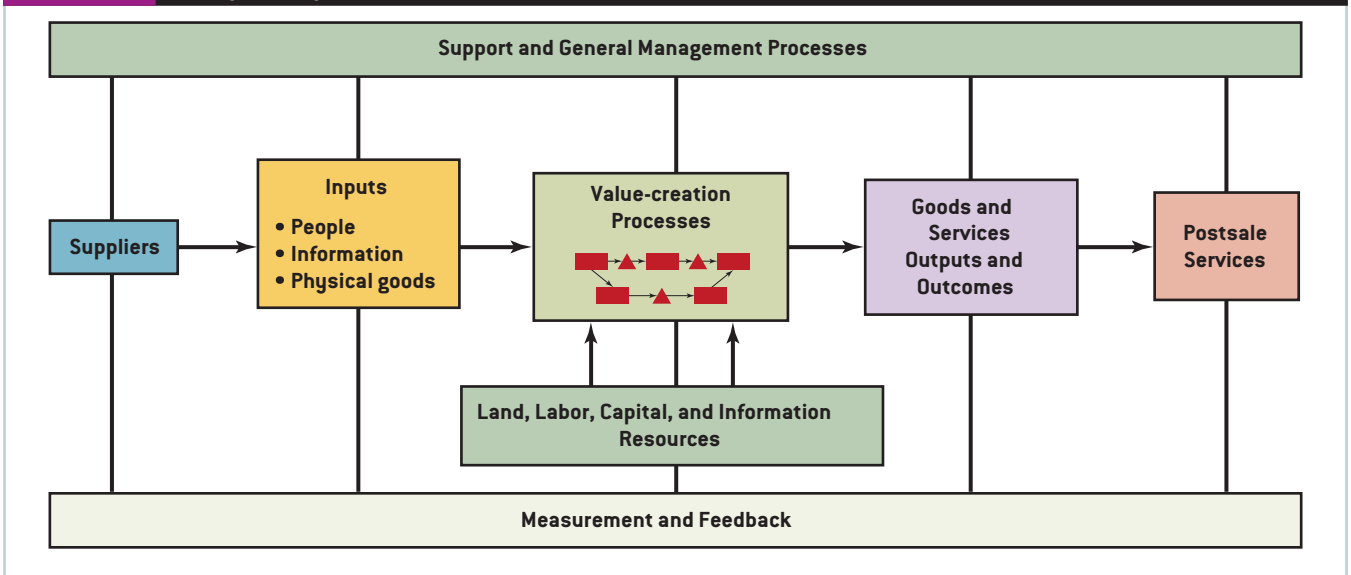 Support and General Management Processes
Suppliers
Inputs
• People
• Information
• Physical goods
Value-creation
Processes
Goods and
Services
Outputs and
Outcomes
Postsale
Services
Land, Labor, Capital, and Information
Resources
Measurement and Feedback